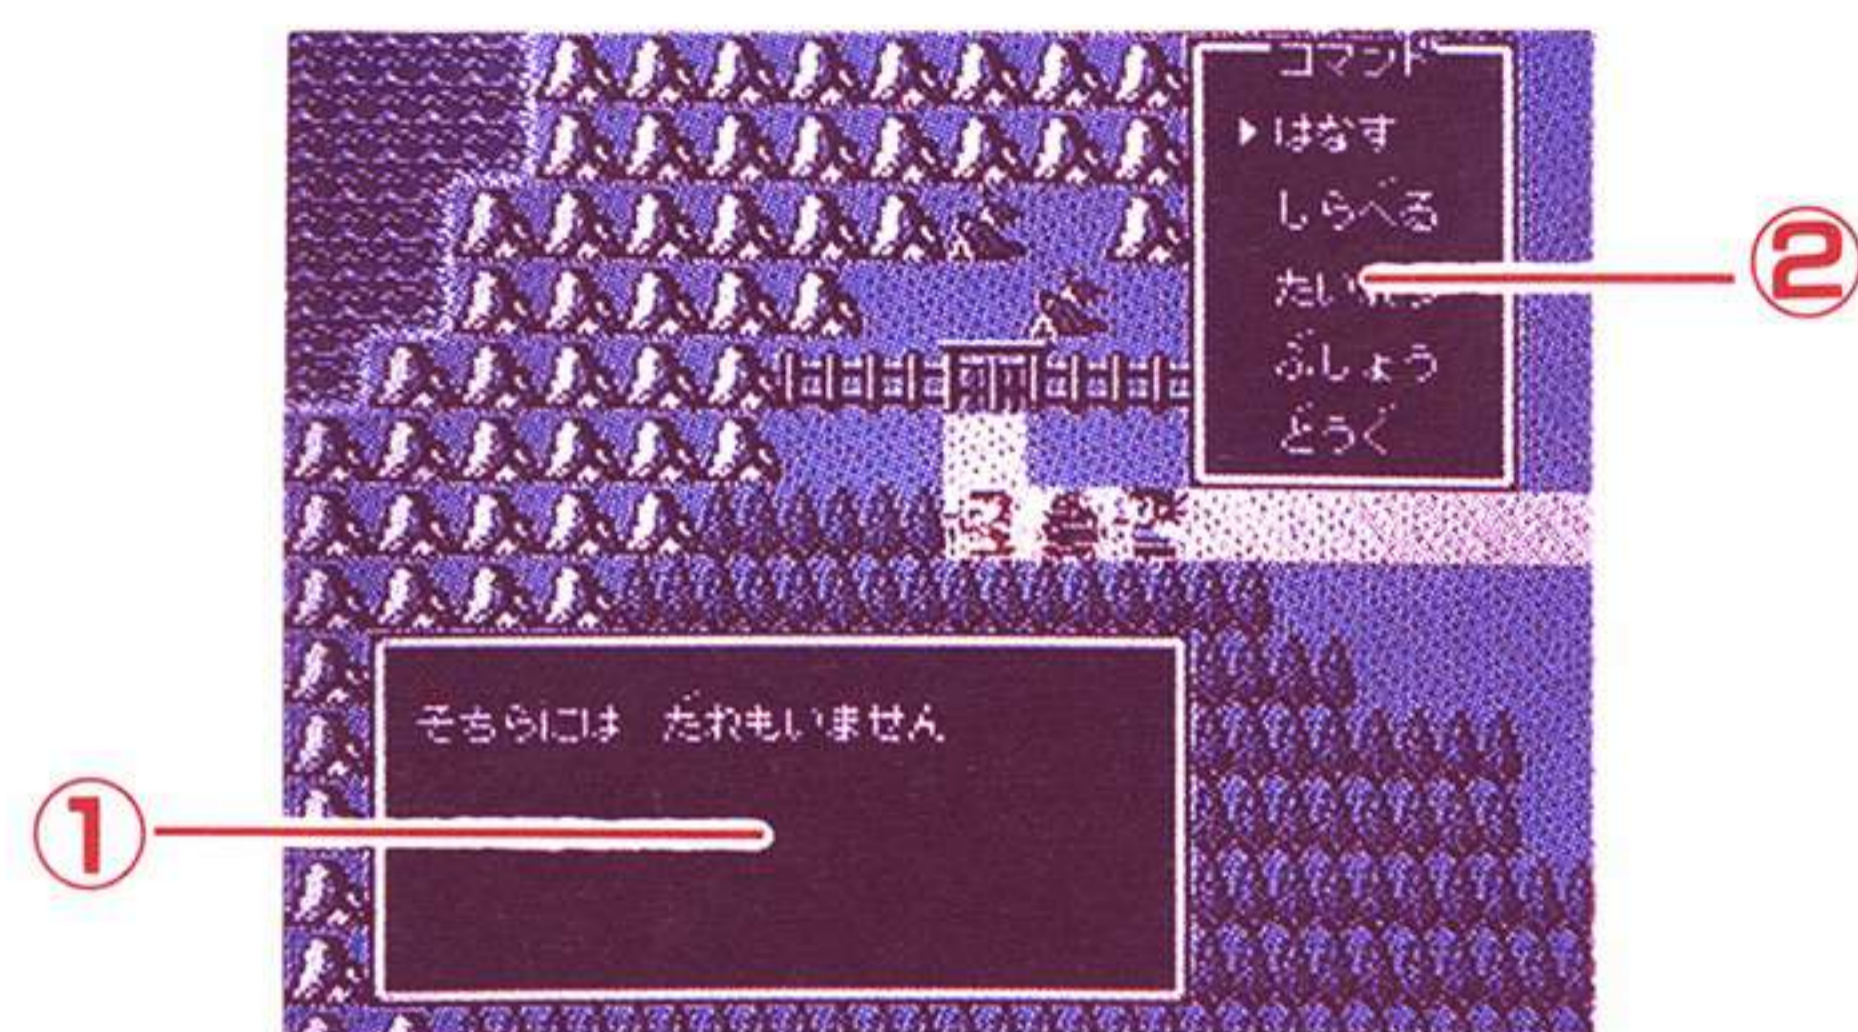 コマンド
▶はなす
しらべる
ぶしょう
どうぐ
②
そちらには だれもいません
①